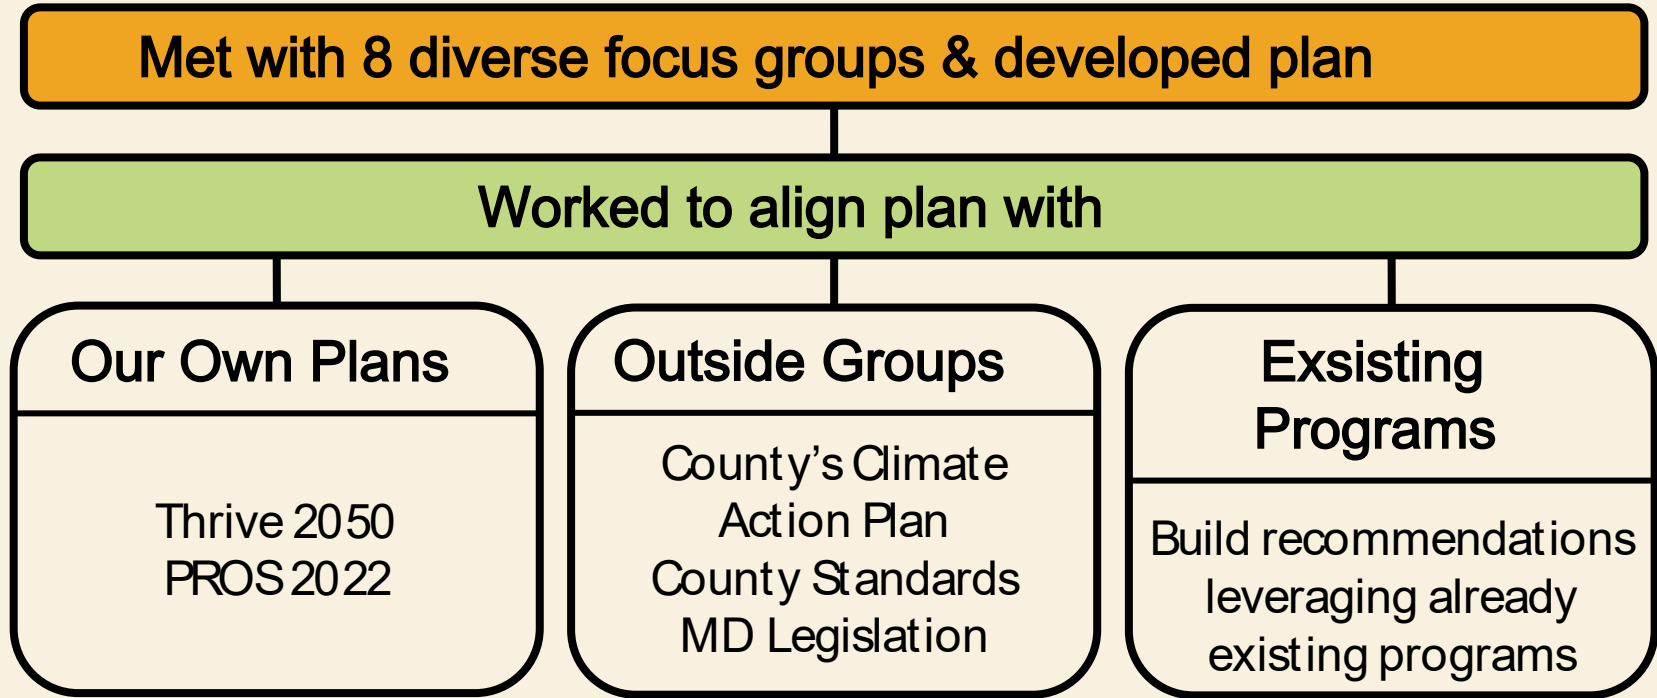 Met with 8 diverse focus groups & developed plan
Worked to align plan with
Our Own Plans
Thrive 2050
PROS 2022
Outside Groups
County’s Climate
Action Plan
County Standards
MD Legislation
Exsisting
Programs
Build recommendations
leveraging already
existing programs